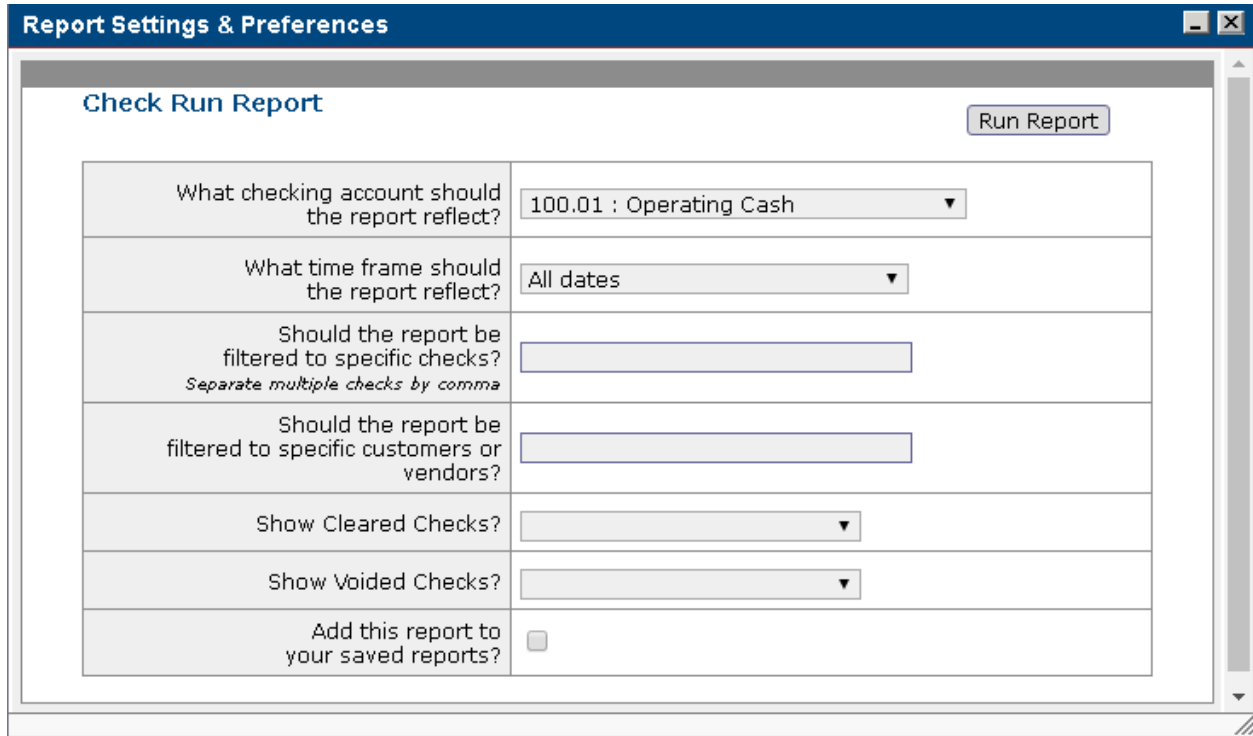 Report Settings & Preferences
Check Run Report
Run Report
What checking account should
the report reflect?
100.01 : Operating Cash
What time frame should
the report reflect?
All dates
Should the report be
filtered to specific checks?
Separate multiple checks by comma
Should the report be
filtered to specific customers or
vendors?
Show Cleared Checks?
Show Voided Checks?
Add this report to
your saved reports?